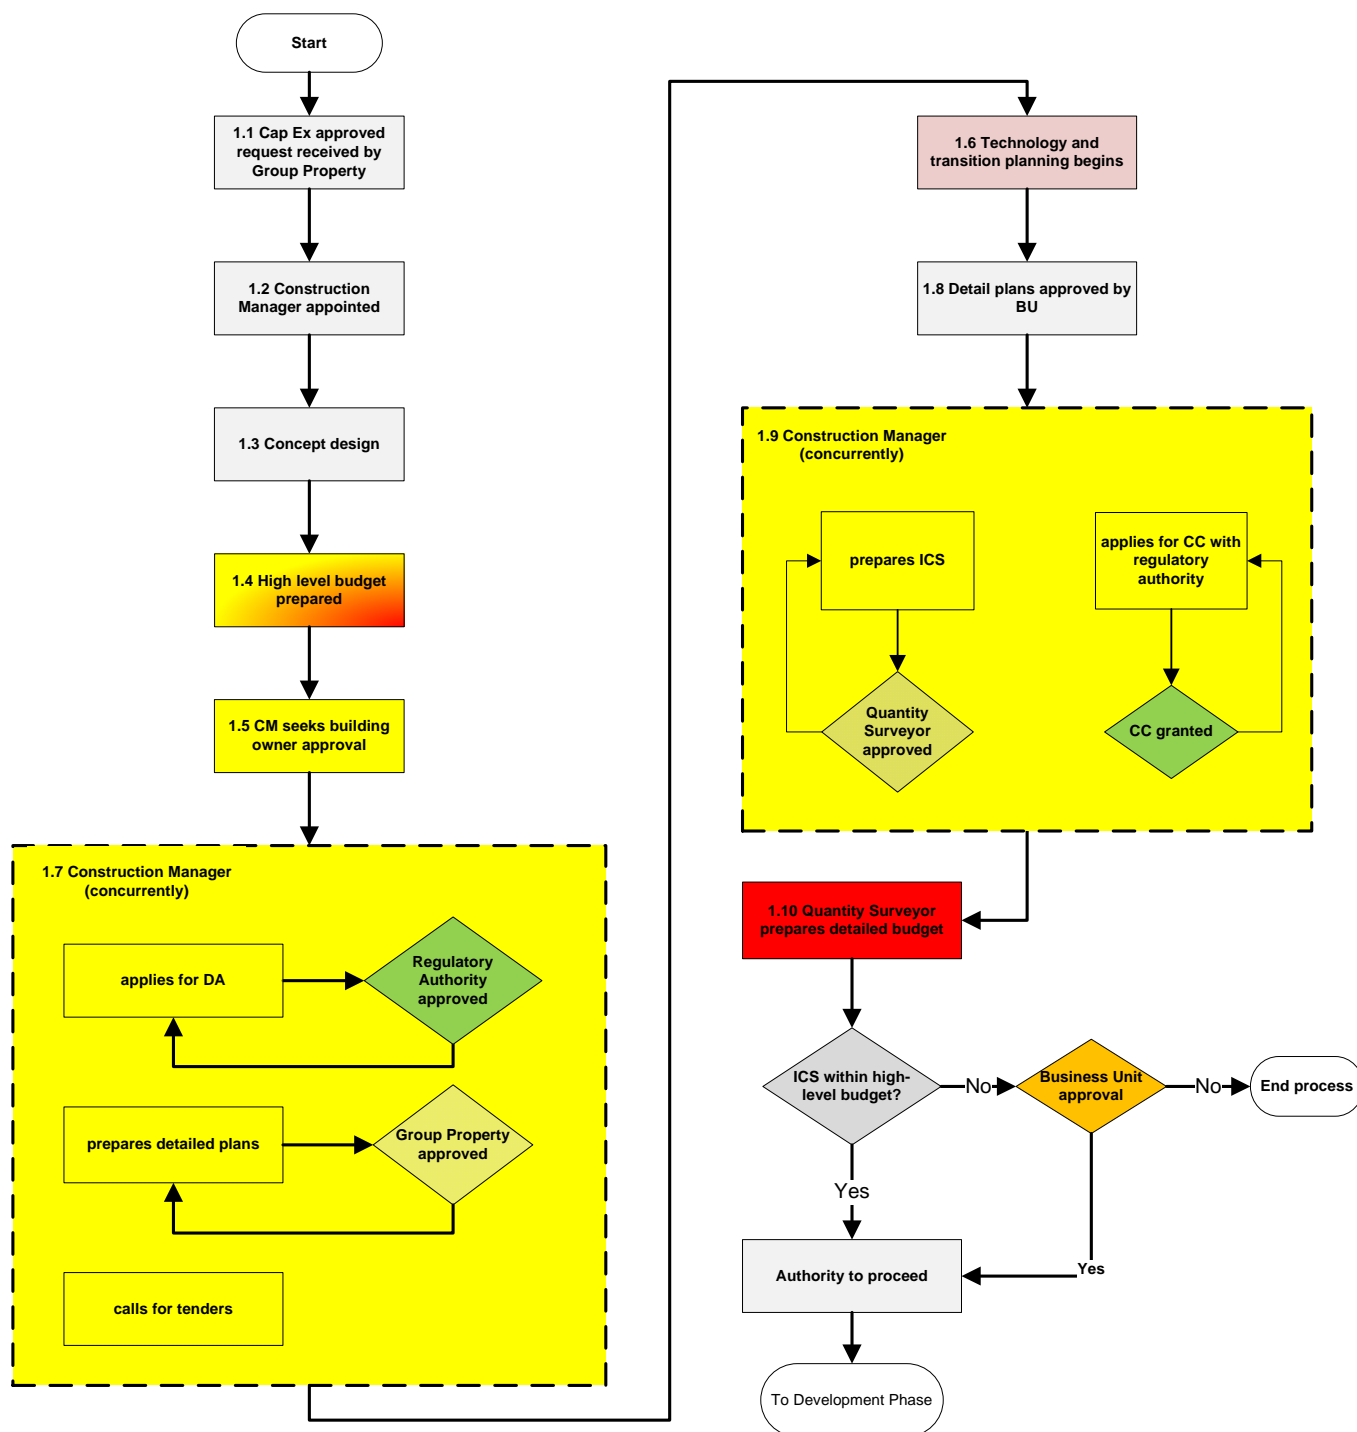 Start
1.1 Cap Ex approved
request received by
Group Property
1.2 Construction
Manager appointed
1.3 Concept design
1.4 High level budget
prepared
1.5 CM seeks building
owner approval
1.7 Construction Manager
(concurrently)
applies for DA
Regulatory
Authority
approved
prepares detailed plans
Group Property
approved
calls for tenders
1.6 Technology and
transition planning begins
1.8 Detail plans approved by
BU
1.9 Construction Manager
(concurrently)
prepares ICS
applies for CC with
regulatory
authority
Quantity
Surveyor
approved
CC granted
1.10 Quantity Surveyor
prepares detailed budget
ICS within high-
level budget?
No
Business Unit
approval
No
End process
Yes
Yes
Authority to proceed
To Development Phase